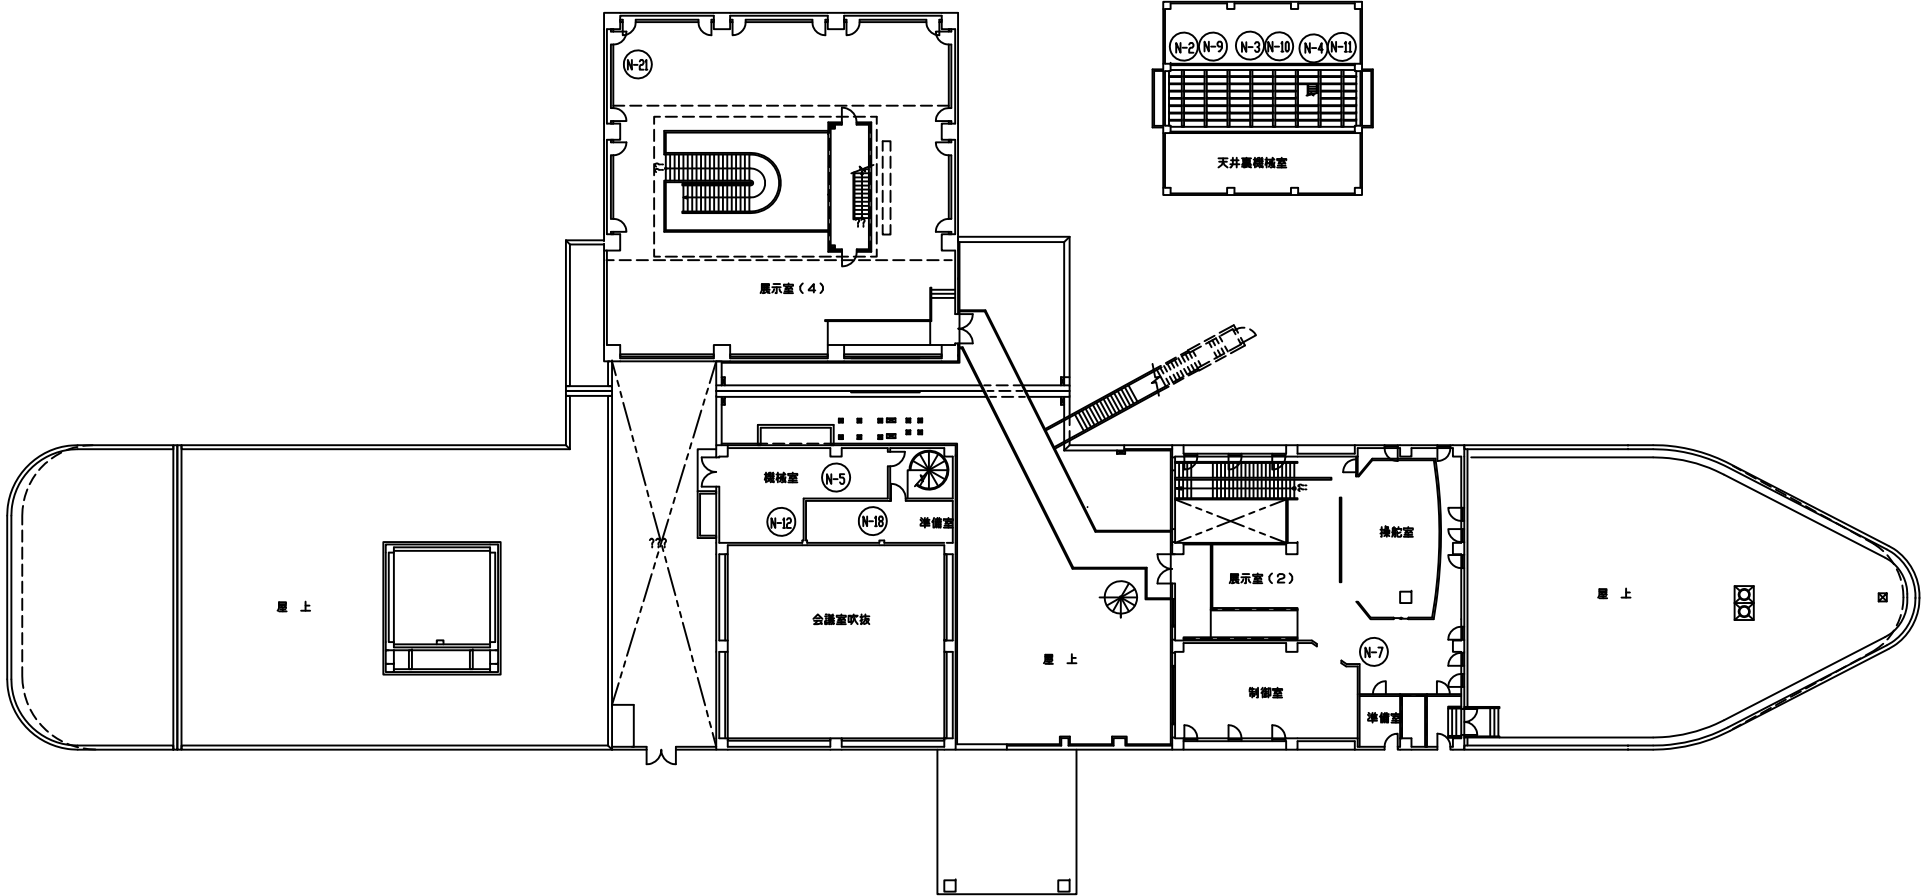 N-2 N-9 N-3 N-10 N-4 N-11
N-21
天井裏機械室
展示室(4)
機械室 N-5
N-12 N-18 準備室
???
操舵室
展示室(2)
屋 上
屋 上
会議室吹抜
屋 上
N-7
制御室
準備室